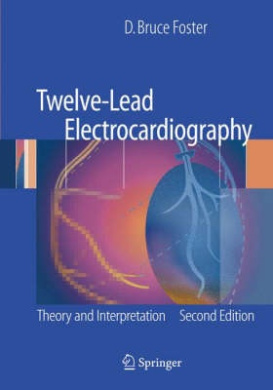 D. Bruce Foster
Twelve-Lead
Electrocardiography
Theory and Interpretation Second Edition
Springer